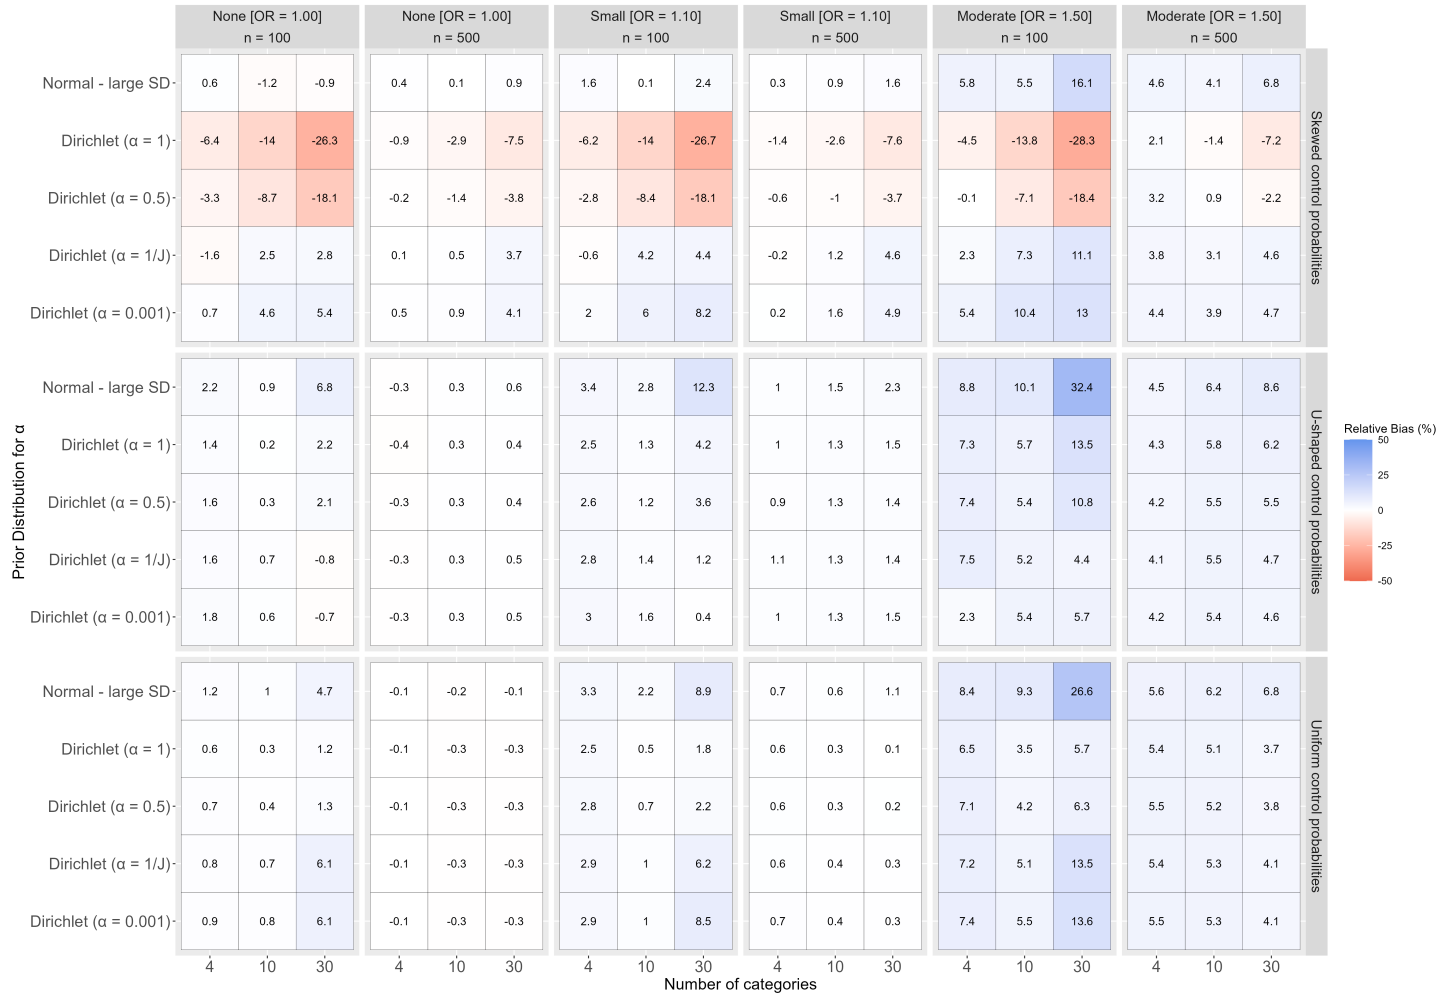 None [OR = 1.00] None [OR = 1.00] Small [OR = 1.10] Small [OR = 1.10] Moderate [OR = 1.50] Moderate [OR = 1.50]
n = 100 n = 500 n = 100 n = 500 n = 100 n = 500
Normal - large SD 0.6 -1.2 -0.9 0.4 0.1 0.9 1.6 0.1 2.4 0.3 0.9 1.6 5.8 5.5 16.1 4.6 4.1 6.8
Dirichlet (α = 1) -6.4 -14 -26.3 -0.9 -2.9 -7.5 -6.2 -14 -26.7 -1.4 -2.6 -7.6 -4.5 -13.8 -28.3 2.1 -1.4 -7.2
Dirichlet (α = 0.5) -3.3 -8.7 -18.1 -0.2 -1.4 -3.8 -2.8 -8.4 -18.1 -0.6 -1 -3.7 -0.1 -7.1 -18.4 3.2 0.9 -2.2
Dirichlet (α = 1/J) -1.6 2.5 2.8 0.1 0.5 3.7 -0.6 4.2 4.4 -0.2 1.2 4.6 2.3 7.3 11.1 3.8 3.1 4.6
Dirichlet (α = 0.001) 0.7 4.6 5.4 0.5 0.9 4.1 2 6 8.2 0.2 1.6 4.9 5.4 10.4 13 4.4 3.9 4.7
Skewed control probabilities
Normal - large SD 2.2 0.9 6.8 -0.3 0.3 0.6 3.4 2.8 12.3 1 1.5 2.3 8.8 10.1 32.4 4.5 6.4 8.6
Dirichlet (α = 1) 1.4 0.2 2.2 -0.4 0.3 0.4 2.5 1.3 4.2 1 1.3 1.5 7.3 5.7 13.5 4.3 5.8 6.2
Dirichlet (α = 0.5) 1.6 0.3 2.1 -0.3 0.3 0.4 2.6 1.2 3.6 0.9 1.3 1.4 7.4 5.4 10.8 4.2 5.5 5.5
Dirichlet (α = 1/J) 1.6 0.7 -0.8 -0.3 0.3 0.5 2.8 1.4 1.2 1.1 1.3 1.4 7.5 5.2 4.4 4.1 5.5 4.7
Dirichlet (α = 0.001) 1.8 0.6 -0.7 -0.3 0.3 0.5 3 1.6 0.4 1 1.3 1.5 2.3 5.4 5.7 4.2 5.4 4.6
U-shaped control probabilities
Normal - large SD 1.2 1 4.7 -0.1 -0.2 -0.1 3.3 2.2 8.9 0.7 0.6 1.1 8.4 9.3 26.6 5.6 6.2 6.8
Dirichlet (α = 1) 0.6 0.3 1.2 -0.1 -0.3 -0.3 2.5 0.5 1.8 0.6 0.3 0.1 6.5 3.5 5.7 5.4 5.1 3.7
Dirichlet (α = 0.5) 0.7 0.4 1.3 -0.1 -0.3 -0.3 2.8 0.7 2.2 0.6 0.3 0.2 7.1 4.2 6.3 5.5 5.2 3.8
Dirichlet (α = 1/J) 0.8 0.7 6.1 -0.1 -0.3 -0.3 2.9 1 6.2 0.6 0.4 0.3 7.2 5.1 13.5 5.4 5.3 4.1
Dirichlet (α = 0.001) 0.9 0.8 6.1 -0.1 -0.3 -0.3 2.9 1 8.5 0.7 0.4 0.3 7.4 5.5 13.6 5.5 5.3 4.1
Uniform control probabilities
4 10 30 4 10 30 4 10 30 4 10 30 4 10 30 4 10 30
Number of categories
Prior Distribution for α
Relative Bias (%)
50
25
0
-25
-50